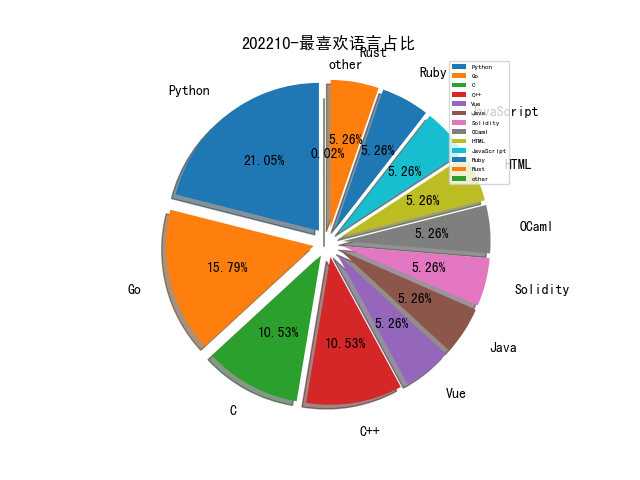 202210-最喜欢语言占比
Python
21.05%
Go
15.79%
C
10.53%
C++
10.53%
Vue
5.26%
Java
5.26%
Solidity
5.26%
OCaml
5.26%
HTML
5.26%
JavaScript
5.26%
Ruby
5.26%
Rust
5.26%
other
0.02%
Python
Go
C
C++
Vue
Java
Solidity
OCaml
HTML
JavaScript
Ruby
Rust
other